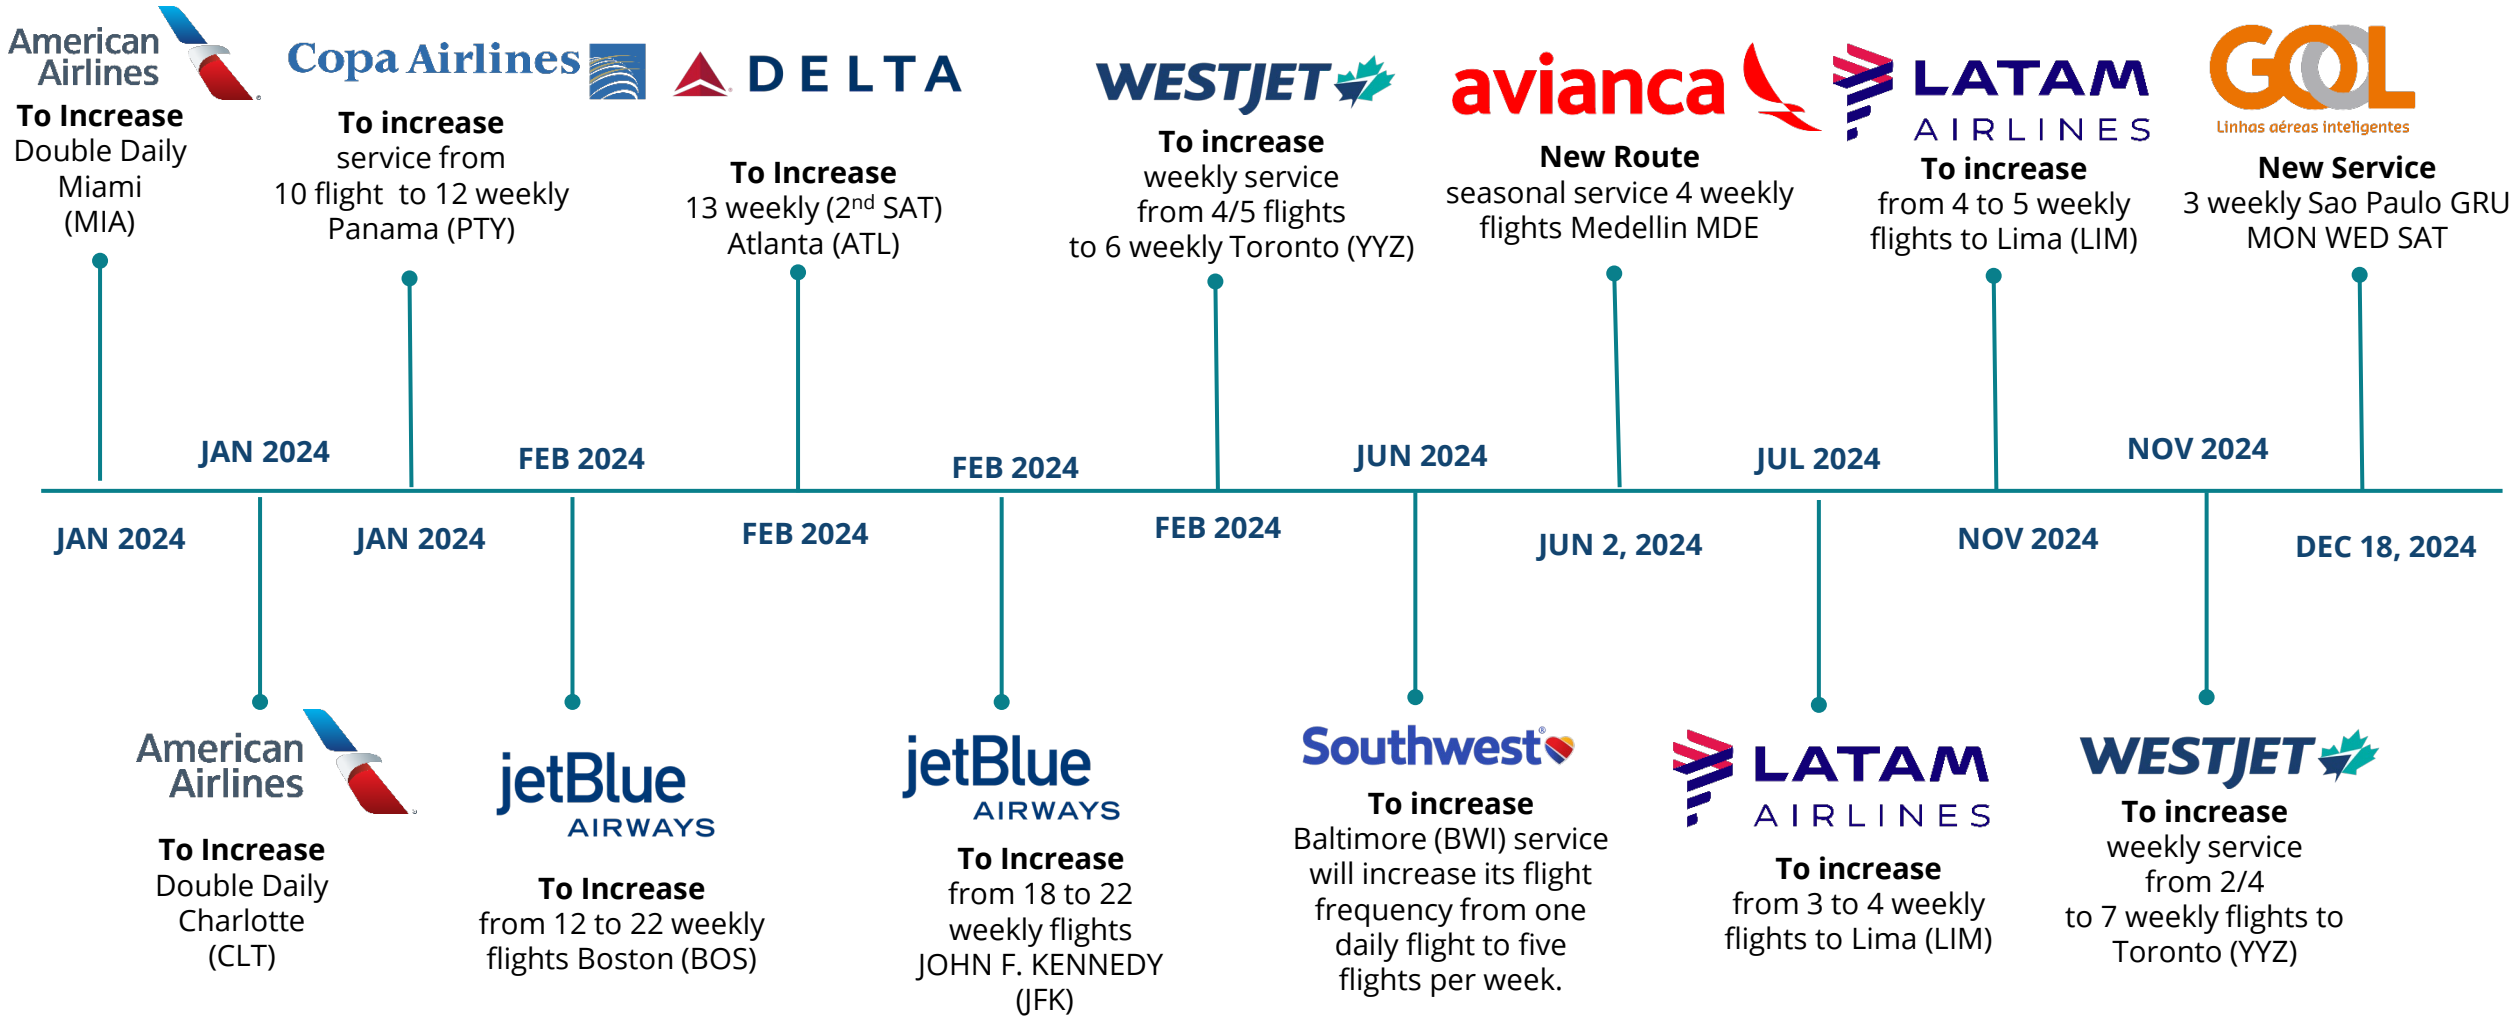 American
Airlines
To Increase
Double Daily
Miami
(MIA)
Copa Airlines
To increase
service from
10 flight  to 12 weekly
Panama (PTY)
DELTA
To Increase
13 weekly (2nd SAT)
Atlanta (ATL)
WESTJET
To increase
weekly service
from 4/5 flights
to 6 weekly Toronto (YYZ)
avianca
New Route
seasonal service 4 weekly
flights Medellin MDE
LATAM
AIRLINES
To increase
from 4 to 5 weekly
flights to Lima (LIM)
GOL
Linhas aéreas inteligentes
New Service
3 weekly Sao Paulo GRU
MON WED SAT
JAN 2024
FEB 2024
FEB 2024
JUN 2024
JUL 2024
NOV 2024
JAN 2024
JAN 2024
FEB 2024
FEB 2024
JUN 2, 2024
NOV 2024
DEC 18, 2024
American
Airlines
To Increase
Double Daily
Charlotte
(CLT)
jetBlue
AIRWAYS
To Increase
from 12 to 22 weekly
flights Boston (BOS)
jetBlue
AIRWAYS
To Increase
from 18 to 22
weekly flights
JOHN F. KENNEDY
(JFK)
Southwest®
To increase
Baltimore (BWI) service
will increase its flight
frequency from one
daily flight to five
flights per week.
LATAM
AIRLINES
To increase
from 3 to 4 weekly
flights to Lima (LIM)
WESTJET
To increase
weekly service
from 2/4
to 7 weekly flights to
Toronto (YYZ)